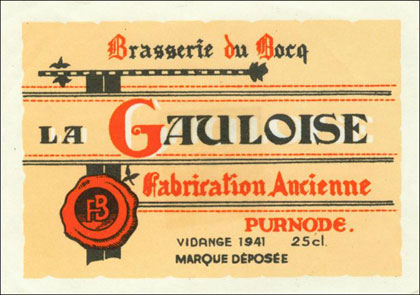 Brasserie du Bocq
LA GAULOISE
Fabrication Ancienne
FB
PURNODE.
VIDANGE 1941 25cl.
MARQUE DÉPOSÉE